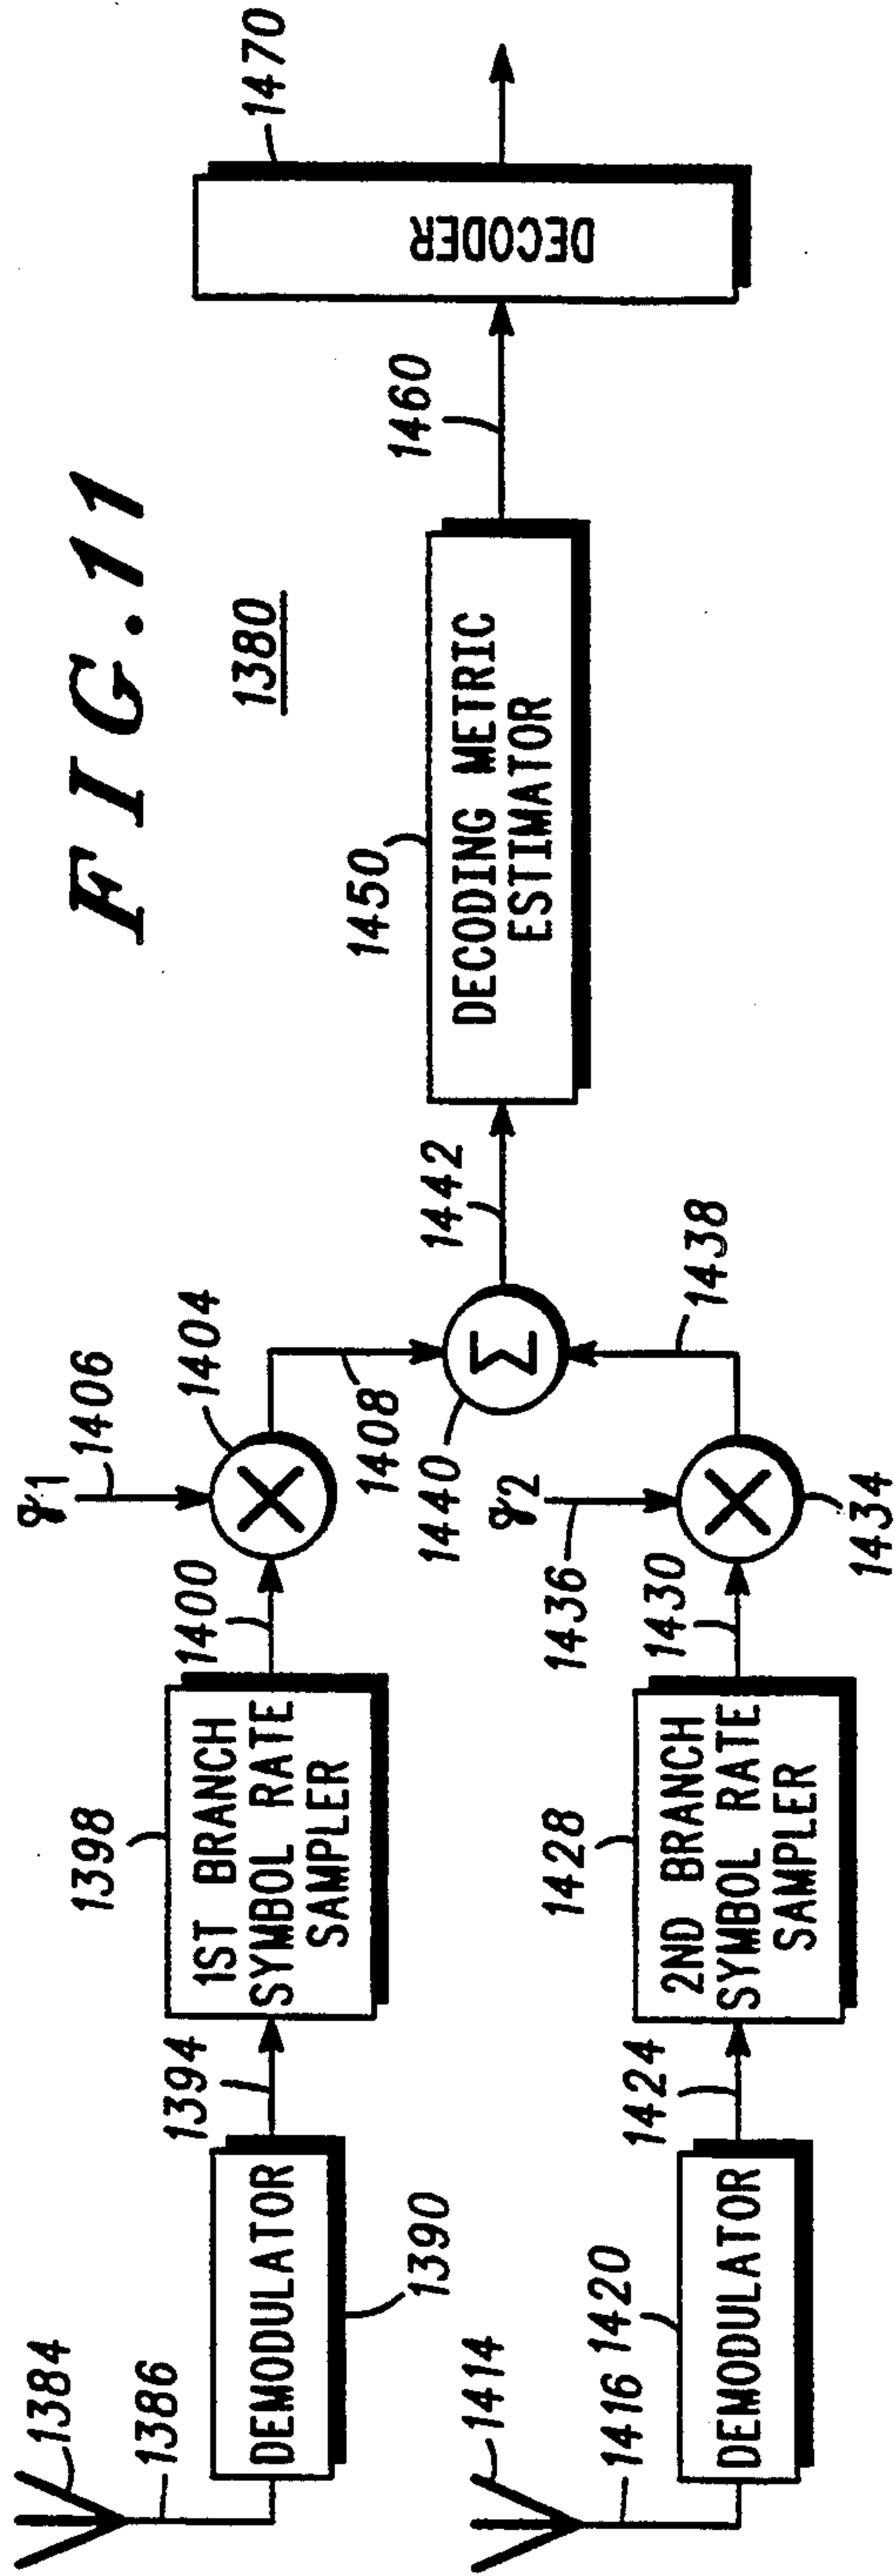 FIG.11
1380
1384
1386
DEMODULATOR
1390
1394
1398
1ST BRANCH
SYMBOL RATE
SAMPLER
1400
1406
1404
1408
1414
1416
1420
DEMODULATOR
1424
1428
2ND BRANCH
SYMBOL RATE
SAMPLER
1430
1436
1434
1438
1440
Σ
1442
1450
DECODING METRIC
ESTIMATOR
1460
DECODER
1470